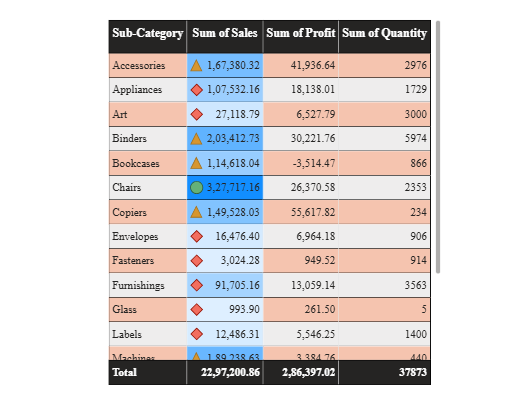 Sub-Category Sum of Sales Sum of Profit Sum of Quantity
Accessories 1,67,380.32 41,936.64 2976
Appliances 1,07,532.16 18,138.01 1729
Art 27,118.79 6,527.79 3000
Binders 2,03,412.73 30,221.76 5974
Bookcases 1,14,618.04 -3,514.47 866
Chairs 3,27,717.16 26,370.58 2353
Copiers 1,49,528.03 55,617.82 234
Envelopes 16,476.40 6,964.18 906
Fasteners 3,024.28 949.52 914
Furnishings 91,705.16 13,059.14 3563
Glass 993.90 261.50 5
Labels 12,486.31 5,546.25 1400
Machines 1,89,238.63 3,384.76 440
Total 22,97,200.86 2,86,397.02 37873